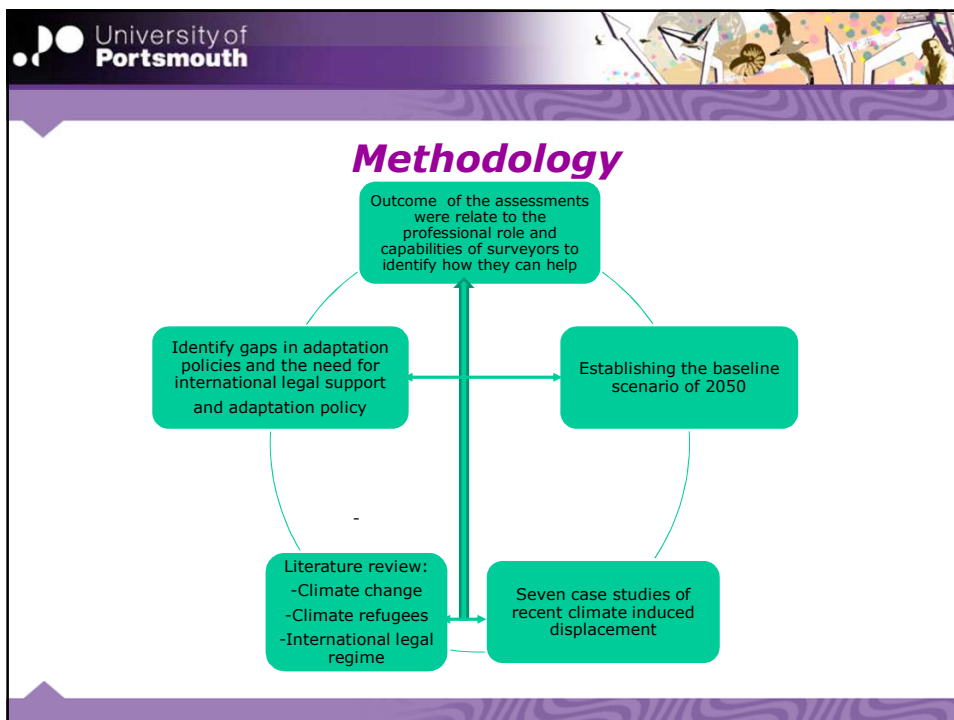 University of
Portsmouth
Methodology
Outcome of the assessments
were relate to the
professional role and
capabilities of surveyors to
identify how they can help
Identify gaps in adaptation
policies and the need for
international legal support
and adaptation policy
Establishing the baseline
scenario of 2050
-
Literature review:
-Climate change
-Climate refugees
-International legal
regime
Seven case studies of
recent climate induced
displacement